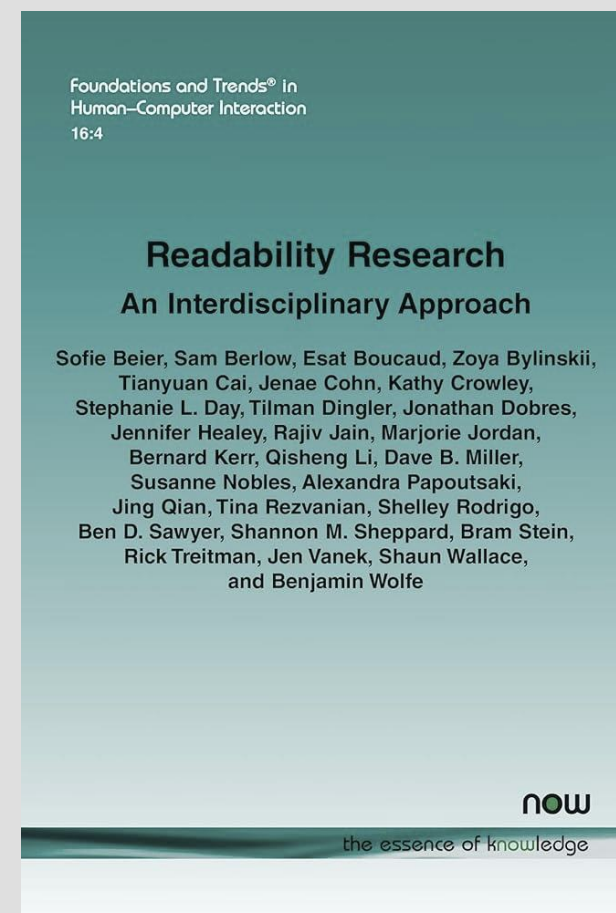 Foundations and Trends® in
Human–Computer Interaction
16:4
Readability Research
An Interdisciplinary Approach
Sofie Beier, Sam Berlow, Esat Boucaud, Zoya Bylinskii,
Tianyuan Cai, Jenae Cohn, Kathy Crowley,
Stephanie L. Day, Tilman Dingler, Jonathan Dobres,
Jennifer Healey, Rajiv Jain, Marjorie Jordan,
Bernard Kerr, Qisheng Li, Dave B. Miller,
Susanne Nobles, Alexandra Papoutsaki,
Jing Qian, Tina Rezvanian, Shelley Rodrigo,
Ben D. Sawyer, Shannon M. Sheppard, Bram Stein,
Rick Treitman, Jen Vanek, Shaun Wallace,
and Benjamin Wolfe
now
the essence of knowledge